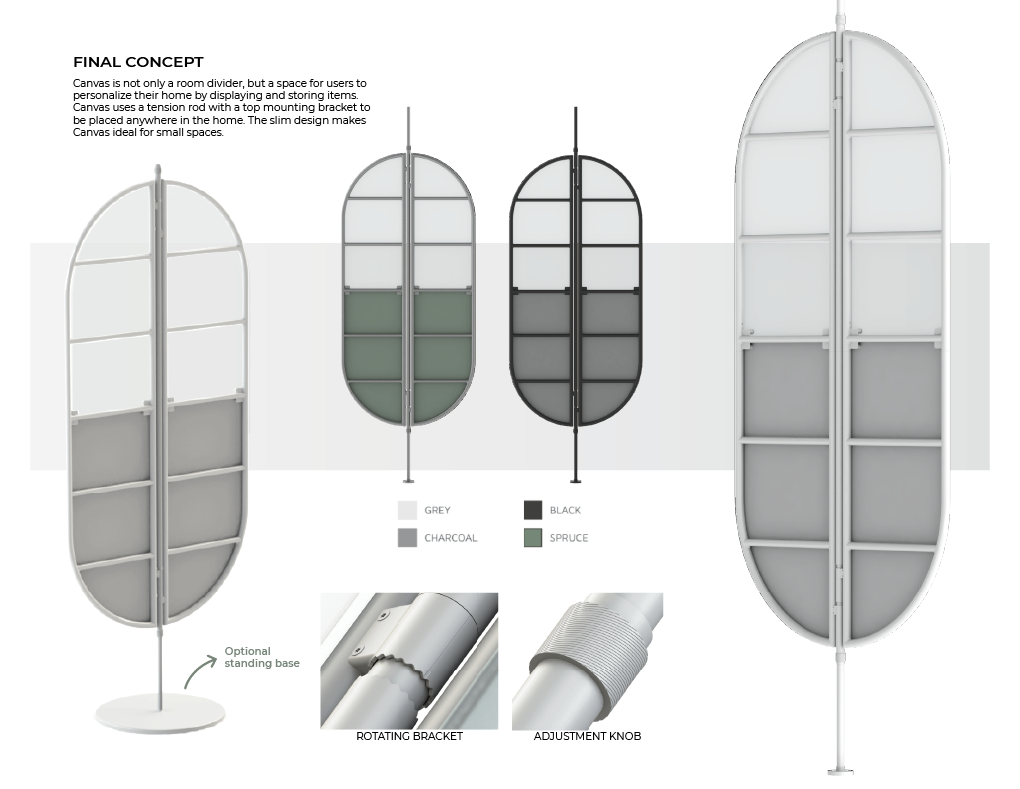 FINAL CONCEPT
Canvas is not only a room divider, but a space for users to
personalize their home by displaying and storing items.
Canvas uses a tension rod with a top mounting bracket to
be placed anywhere in the home. The slim design makes
Canvas ideal for small spaces.
GREY
BLACK
CHARCOAL
SPRUCE
Optional
standing base
ROTATING BRACKET
ADJUSTMENT KNOB